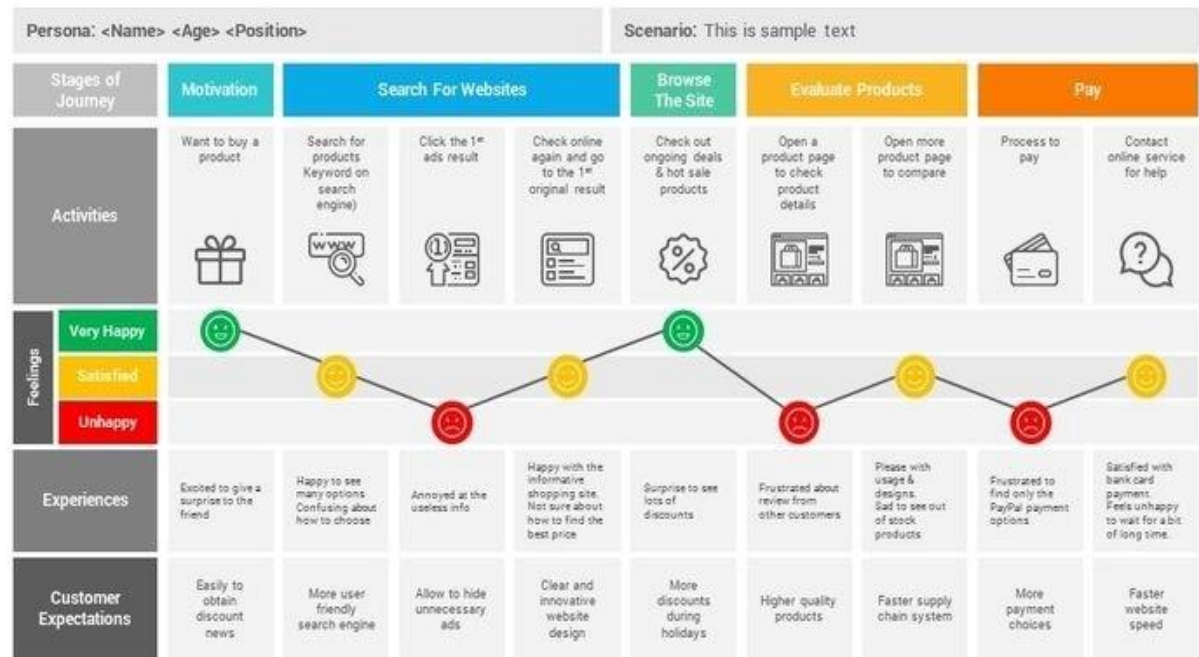 Persona: <Name> <Age> <Position>
Scenario: This is sample text
Stages of
Journey
Motivation
Search For Websites
Browse
The Site
Evaluate Products
Pay
Activities
Want to buy a
product
Search for
products
Keyword on
search
engine)
Click the 1st
ads result
Check online
again and go
to the 1st
original result
Check out
ongoing deals
& hot sale
products
Open a
product page
to check
product
details
Open more
product page
to compare
Process to
pay
Contact
online service
for help
www
1
%
?
Feelings
Very Happy
Satisfied
Unhappy
Experiences
Excited to give a
surprise to the
friend
Happy to see
many options
Confusing about
how to choose
Annoyed at the
useless info
Happy with the
informative
shopping site.
Not sure about
how to find the
best price
Surprise to see
lots of
discounts
Frustrated about
review from
other customers
Please with
usage &
designs.
Sad to see out
of stock
products
Frustrated to
find only the
PayPal payment
options
Satisfied with
bank card
payment.
Feels unhappy
to wait for a bit
of long time.
Customer
Expectations
Easily to
obtain
discount
news
More user
friendly
search engine
Allow to hide
unnecessary
ads
Clear and
innovative
website
design
More
discounts
during
holidays
Higher quality
products
Faster supply
chain system
More
payment
choices
Faster
website
speed